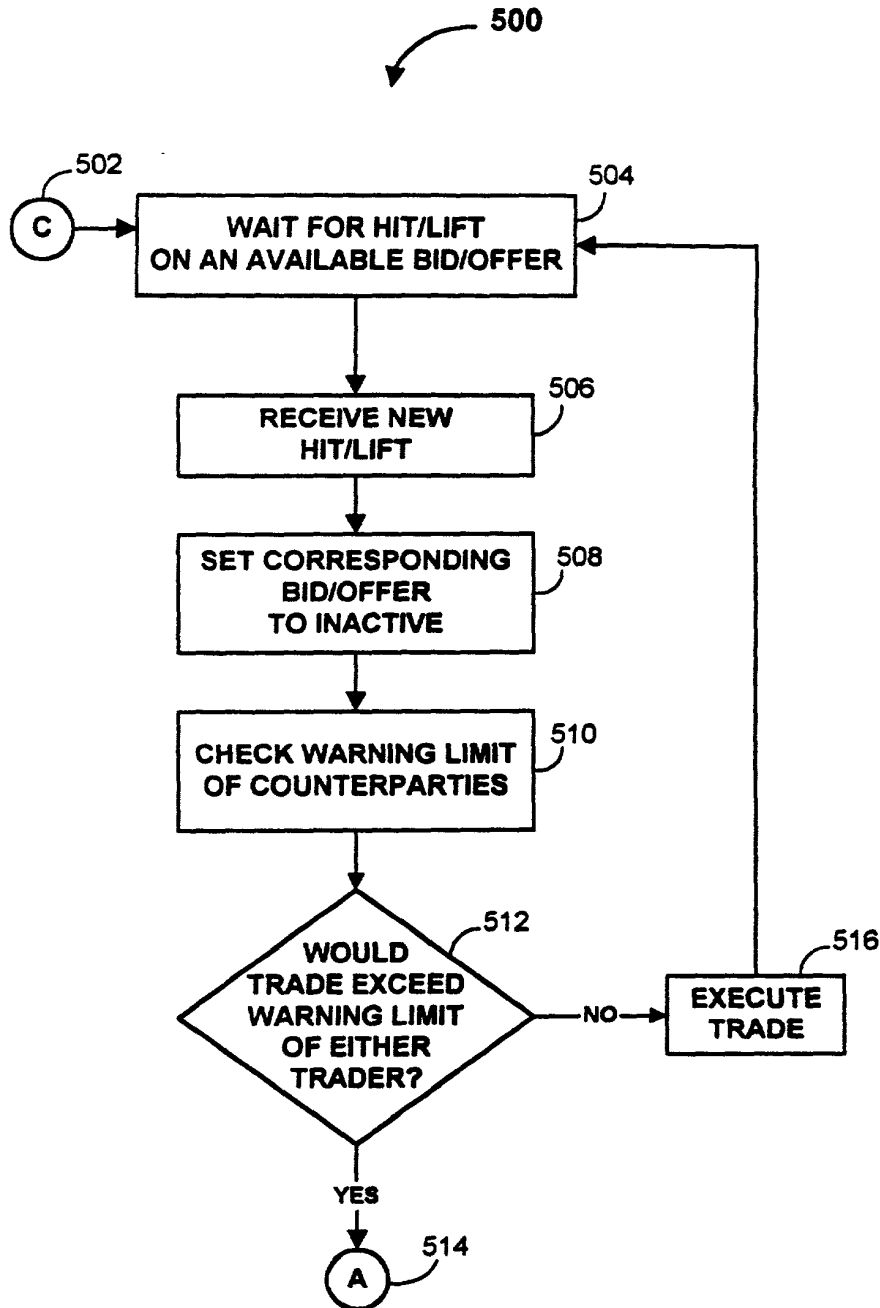 500
502
C
504
WAIT FOR HIT/LIFT
ON AN AVAILABLE BID/OFFER
506
RECEIVE NEW
HIT/LIFT
508
SET CORRESPONDING
BID/OFFER
TO INACTIVE
510
CHECK WARNING LIMIT
OF COUNTERPARTIES
512
WOULD
TRADE EXCEED
WARNING LIMIT
OF EITHER
TRADER?
NO
516
EXECUTE
TRADE
YES
514
A